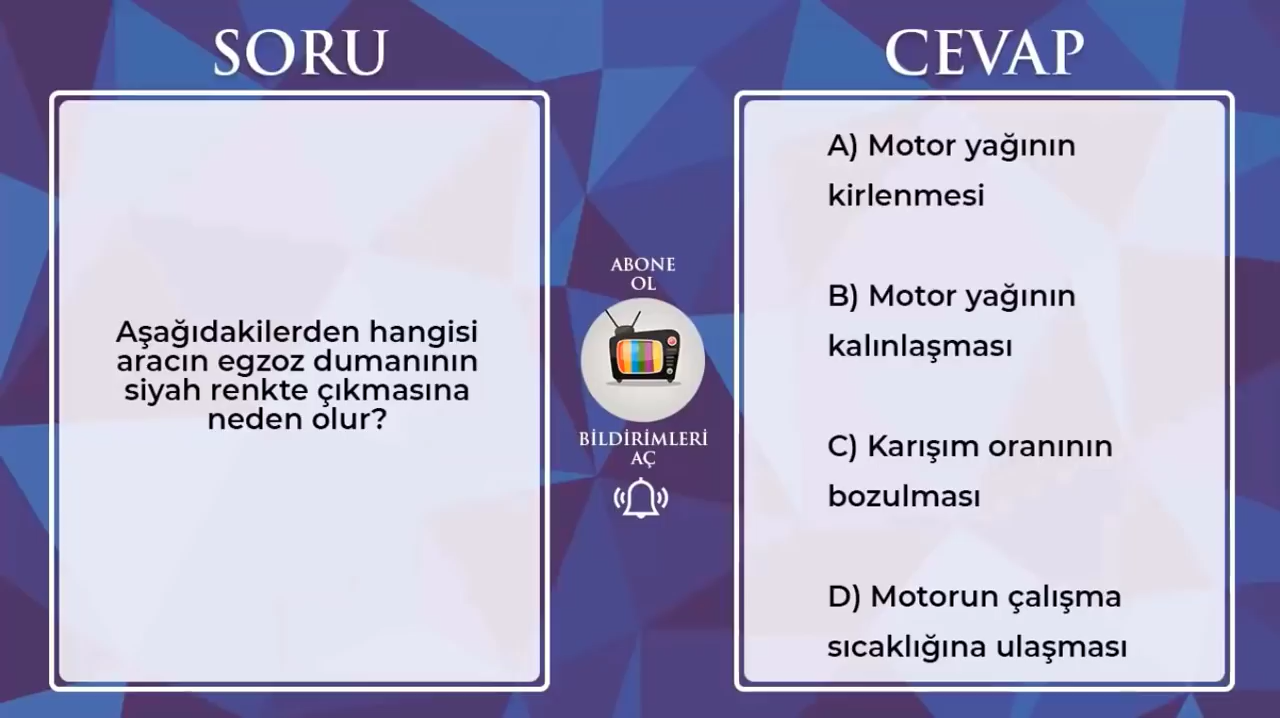 SORU
Aşağıdakilerden hangisi
aracın egzoz dumanının
siyah renkte çıkmasına
neden olur?
ABONE
OL
BİLDİRİMLERİ
AÇ
CEVAP
A) Motor yağının
kirlenmesi
B) Motor yağının
kalınlaşması
C) Karışım oranının
bozulması
D) Motorun çalışma
sıcaklığına ulaşması